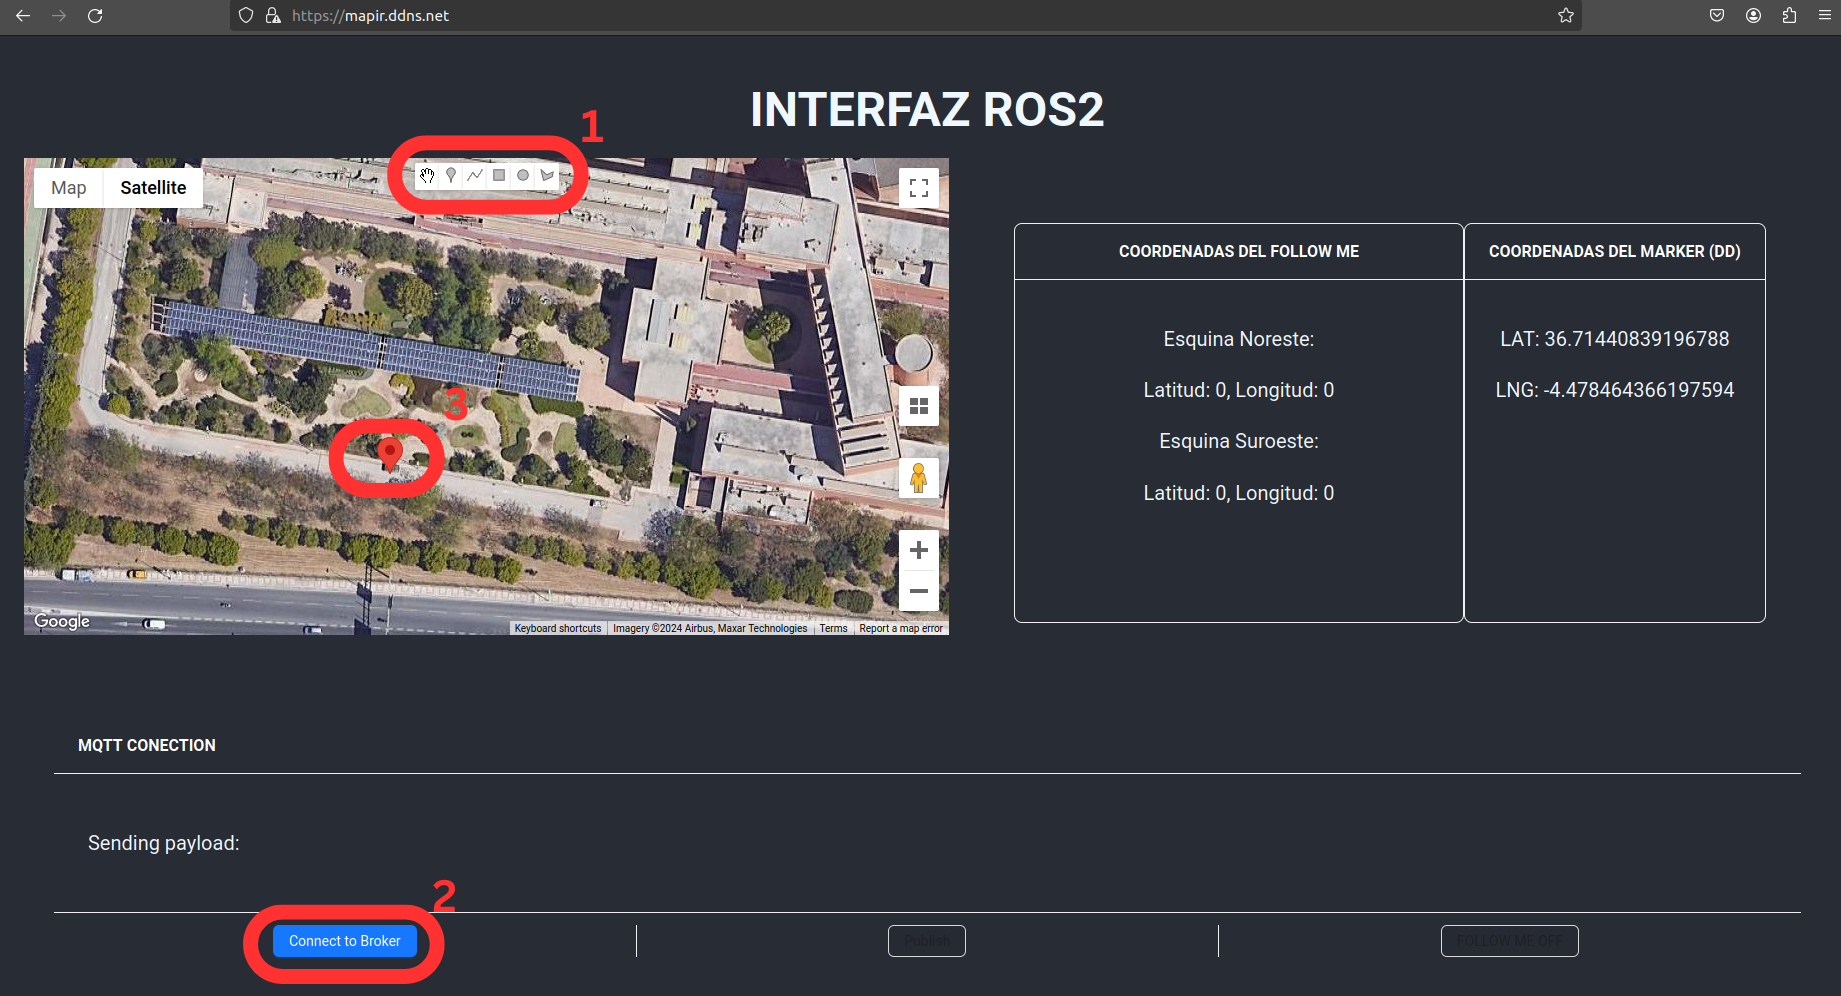 https://mapir.ddns.net
INTERFAZ ROS2
1
Map Satellite
3
Google
Keyboard shortcuts Imagery ©2024 Airbus, Maxar Technologies Terms Report a map error
COORDENADAS DEL FOLLOW ME
Esquina Noreste:
Latitud: 0, Longitud: 0
Esquina Suroeste:
Latitud: 0, Longitud: 0
COORDENADAS DEL MARKER (DD)
LAT: 36.71440839196788
LNG: -4.478464366197594
MQTT CONECTION
Sending payload:
2
Connect to Broker
Publish
FOLLOW ME OFF